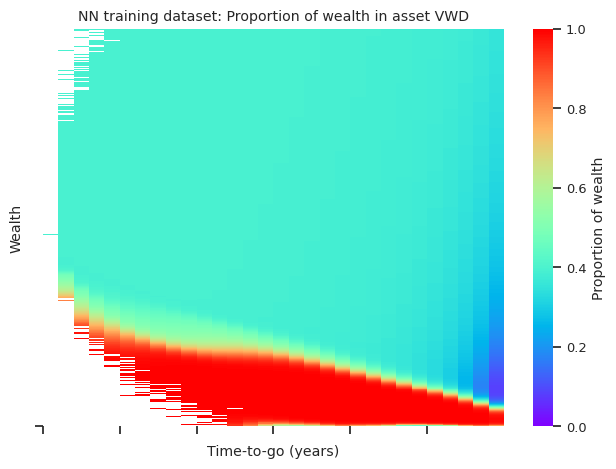 NN training dataset: Proportion of wealth in asset VWD
Wealth
Time-to-go (years)
1.0
0.8
0.6
0.4
0.2
0.0
Proportion of wealth